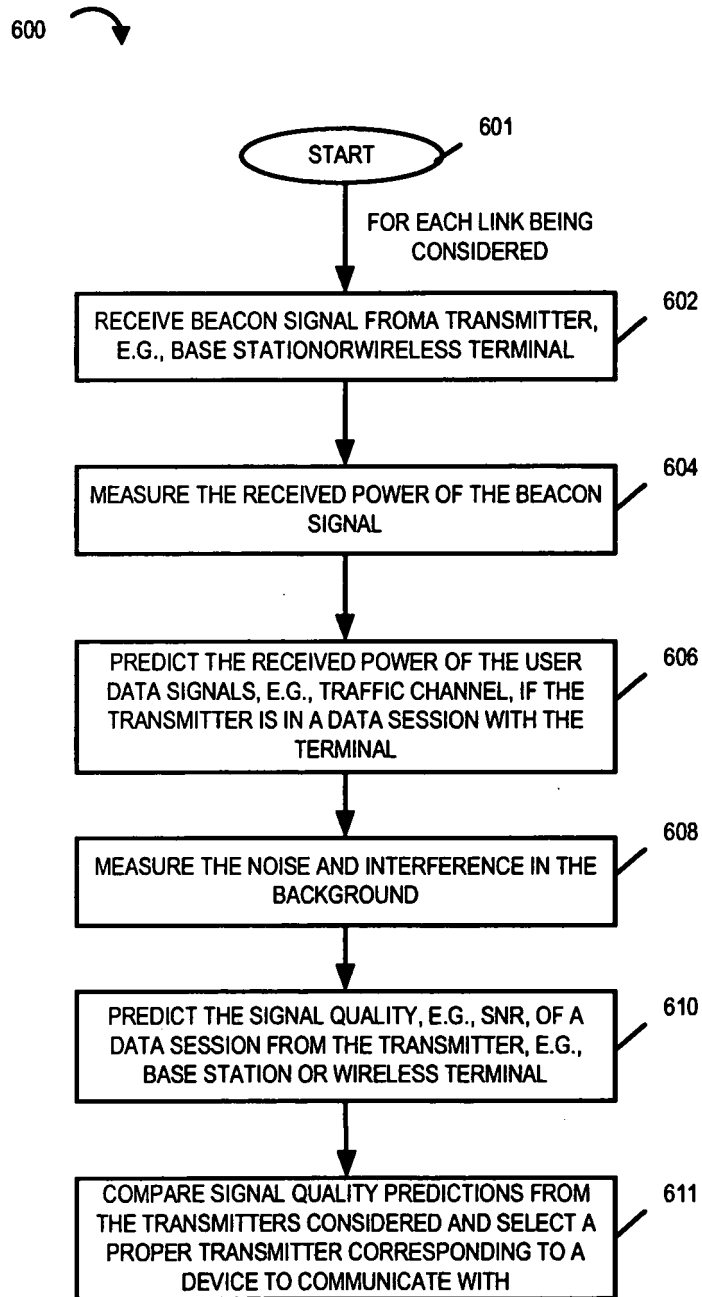 600
START
601
FOR EACH LINK BEING
CONSIDERED
RECEIVE BEACON SIGNAL FROMA TRANSMITTER,
E.G., BASE STATIONORWIRELESS TERMINAL
602
MEASURE THE RECEIVED POWER OF THE BEACON
SIGNAL
604
PREDICT THE RECEIVED POWER OF THE USER
DATA SIGNALS, E.G., TRAFFIC CHANNEL, IF THE
TRANSMITTER IS IN A DATA SESSION WITH THE
TERMINAL
606
MEASURE THE NOISE AND INTERFERENCE IN THE
BACKGROUND
608
PREDICT THE SIGNAL QUALITY, E.G., SNR, OF A
DATA SESSION FROM THE TRANSMITTER, E.G.,
BASE STATION OR WIRELESS TERMINAL
610
COMPARE SIGNAL QUALITY PREDICTIONS FROM
THE TRANSMITTERS CONSIDERED AND SELECT A
PROPER TRANSMITTER CORRESPONDING TO A
DEVICE TO COMMUNICATE WITH
611